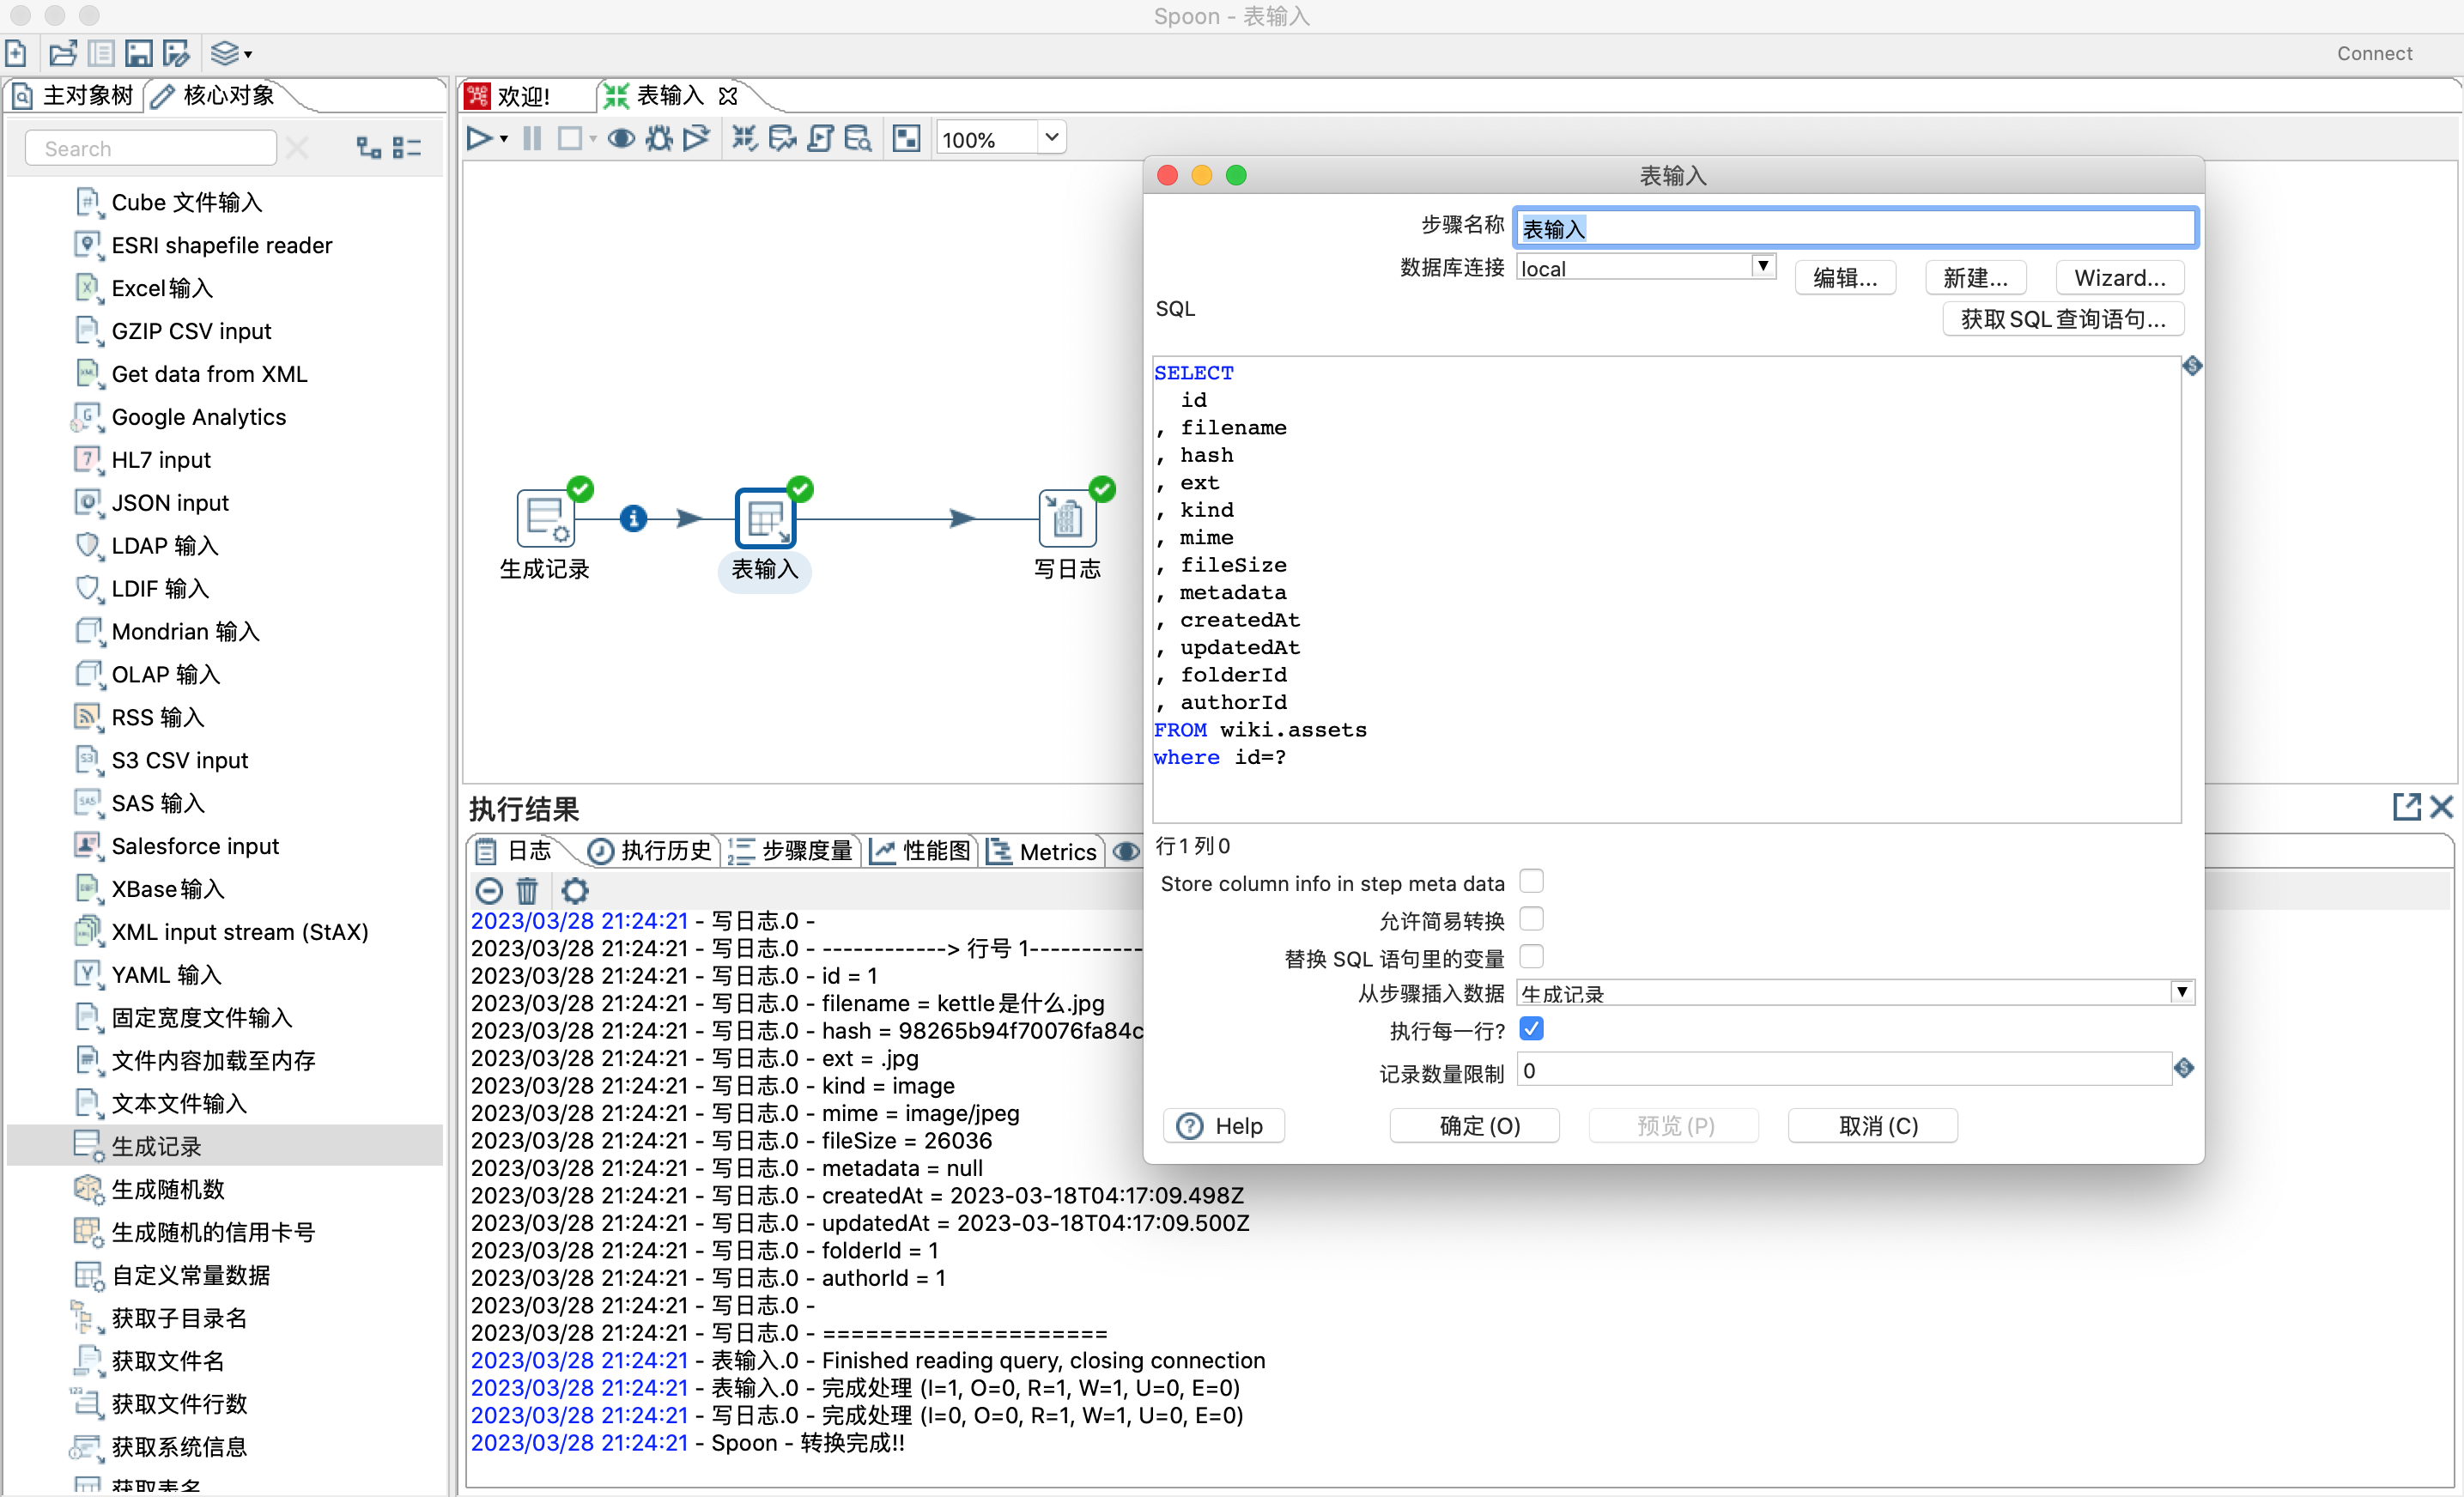 Spoon - 表输入
Connect
主对象树
核心对象
Search
Cube 文件输入
ESRI shapefile reader
Excel输入
GZIP CSV input
Get data from XML
Google Analytics
HL7 input
JSON input
LDAP 输入
LDIF 输入
Mondrian 输入
OLAP 输入
RSS 输入
S3 CSV input
SAS 输入
Salesforce input
XBase输入
XML input stream (StAX)
YAML 输入
固定宽度文件输入
文件内容加载至内存
文本文件输入
生成记录
生成随机数
生成随机的信用卡号
自定义常量数据
获取子目录名
获取文件名
获取文件行数
获取系统信息
获取表名
欢迎!
表输入
100%
生成记录
表输入
写日志
执行结果
日志
执行历史
步骤度量
性能图
Metrics
2023/03/28 21:24:21 - 写日志.0 -
2023/03/28 21:24:21 - 写日志.0 - ------------> 行号 1-----------
2023/03/28 21:24:21 - 写日志.0 - id = 1
2023/03/28 21:24:21 - 写日志.0 - filename = kettle是什么.jpg
2023/03/28 21:24:21 - 写日志.0 - hash = 98265b94f70076fa84c
2023/03/28 21:24:21 - 写日志.0 - ext = .jpg
2023/03/28 21:24:21 - 写日志.0 - kind = image
2023/03/28 21:24:21 - 写日志.0 - mime = image/jpeg
2023/03/28 21:24:21 - 写日志.0 - fileSize = 26036
2023/03/28 21:24:21 - 写日志.0 - metadata = null
2023/03/28 21:24:21 - 写日志.0 - createdAt = 2023-03-18T04:17:09.498Z
2023/03/28 21:24:21 - 写日志.0 - updatedAt = 2023-03-18T04:17:09.500Z
2023/03/28 21:24:21 - 写日志.0 - folderId = 1
2023/03/28 21:24:21 - 写日志.0 - authorId = 1
2023/03/28 21:24:21 - 写日志.0 -
2023/03/28 21:24:21 - 写日志.0 - ====================
2023/03/28 21:24:21 - 表输入.0 - Finished reading query, closing connection
2023/03/28 21:24:21 - 表输入.0 - 完成处理 (I=1, O=0, R=1, W=1, U=0, E=0)
2023/03/28 21:24:21 - 写日志.0 - 完成处理 (I=0, O=0, R=1, W=1, U=0, E=0)
2023/03/28 21:24:21 - Spoon - 转换完成!!
表输入
步骤名称 表输入
数据库连接 local 编辑... 新建... Wizard...
SQL
获取SQL查询语句...
SELECT
id
, filename
, hash
, ext
, kind
, mime
, fileSize
, metadata
, createdAt
, updatedAt
, folderId
, authorId
FROM wiki.assets
where id=?
行1 列0
Store column info in step meta data
允许简易转换
替换 SQL 语句里的变量
从步骤插入数据 生成记录
执行每一行?
记录数量限制 0
Help 确定(O) 预览(P) 取消(C)